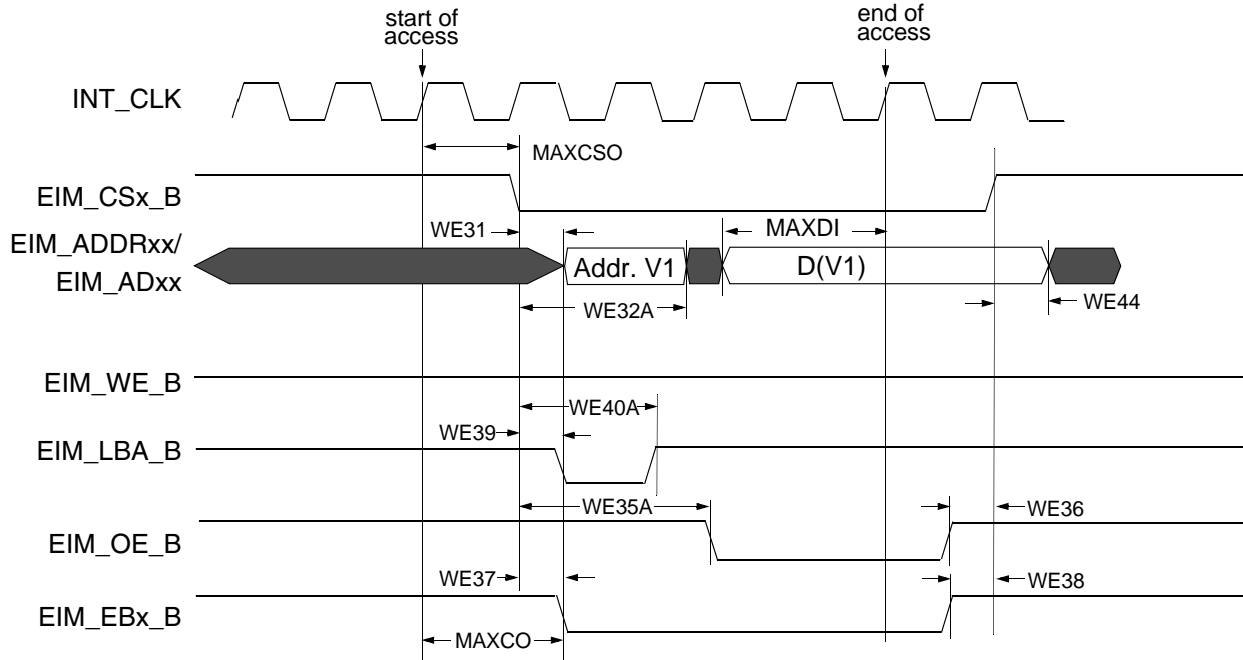 start of
access
end of
access
INT_CLK
MAXCSO
EIM_CSx_B
WE31
MAXDI
EIM_ADDRxx/
EIM_ADxx
Addr. V1
D(V1)
WE32A
WE44
EIM_WE_B
WE40A
WE39
EIM_LBA_B
WE35A
WE36
EIM_OE_B
WE37
WE38
EIM_EBx_B
MAXCO